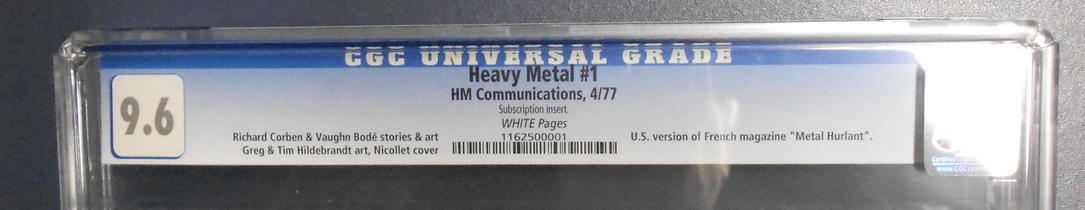 CGC UNIVERSAL GRADE
9.6
Heavy Metal #1
HM Communications, 4/77
Subscription insert.
WHITE Pages
Richard Corben & Vaughn Bodé stories & art
Greg & Tim Hildebrandt art, Nicollet cover
1162500001
U.S. version of French magazine "Metal Hurlant".